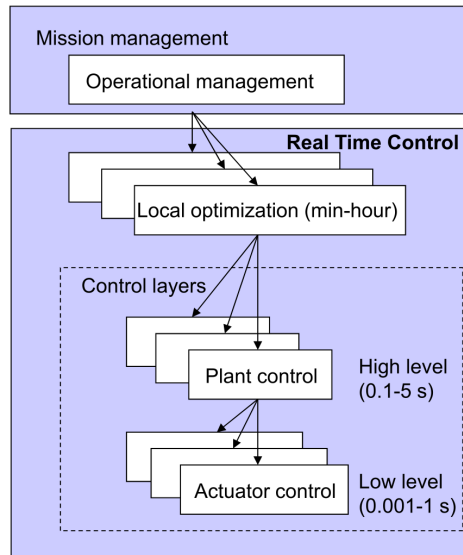 Mission management
Operational management
Real Time Control
Local optimization (min-hour)
Control layers
Plant control
High level
(0.1-5 s)
Actuator control
Low level
(0.001-1 s)